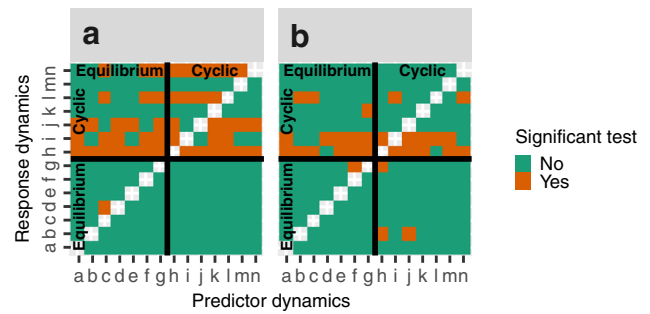 a
b
Equilibrium Cyclic
Equilibrium Cyclic
Response dynamics
a b c d e f g h i j k l m n
Equilibrium Cyclic
Equilibrium Cyclic
a b c d e f g h i j k l m n
a b c d e f g h i j k l m n
Predictor dynamics
Significant test
No
Yes